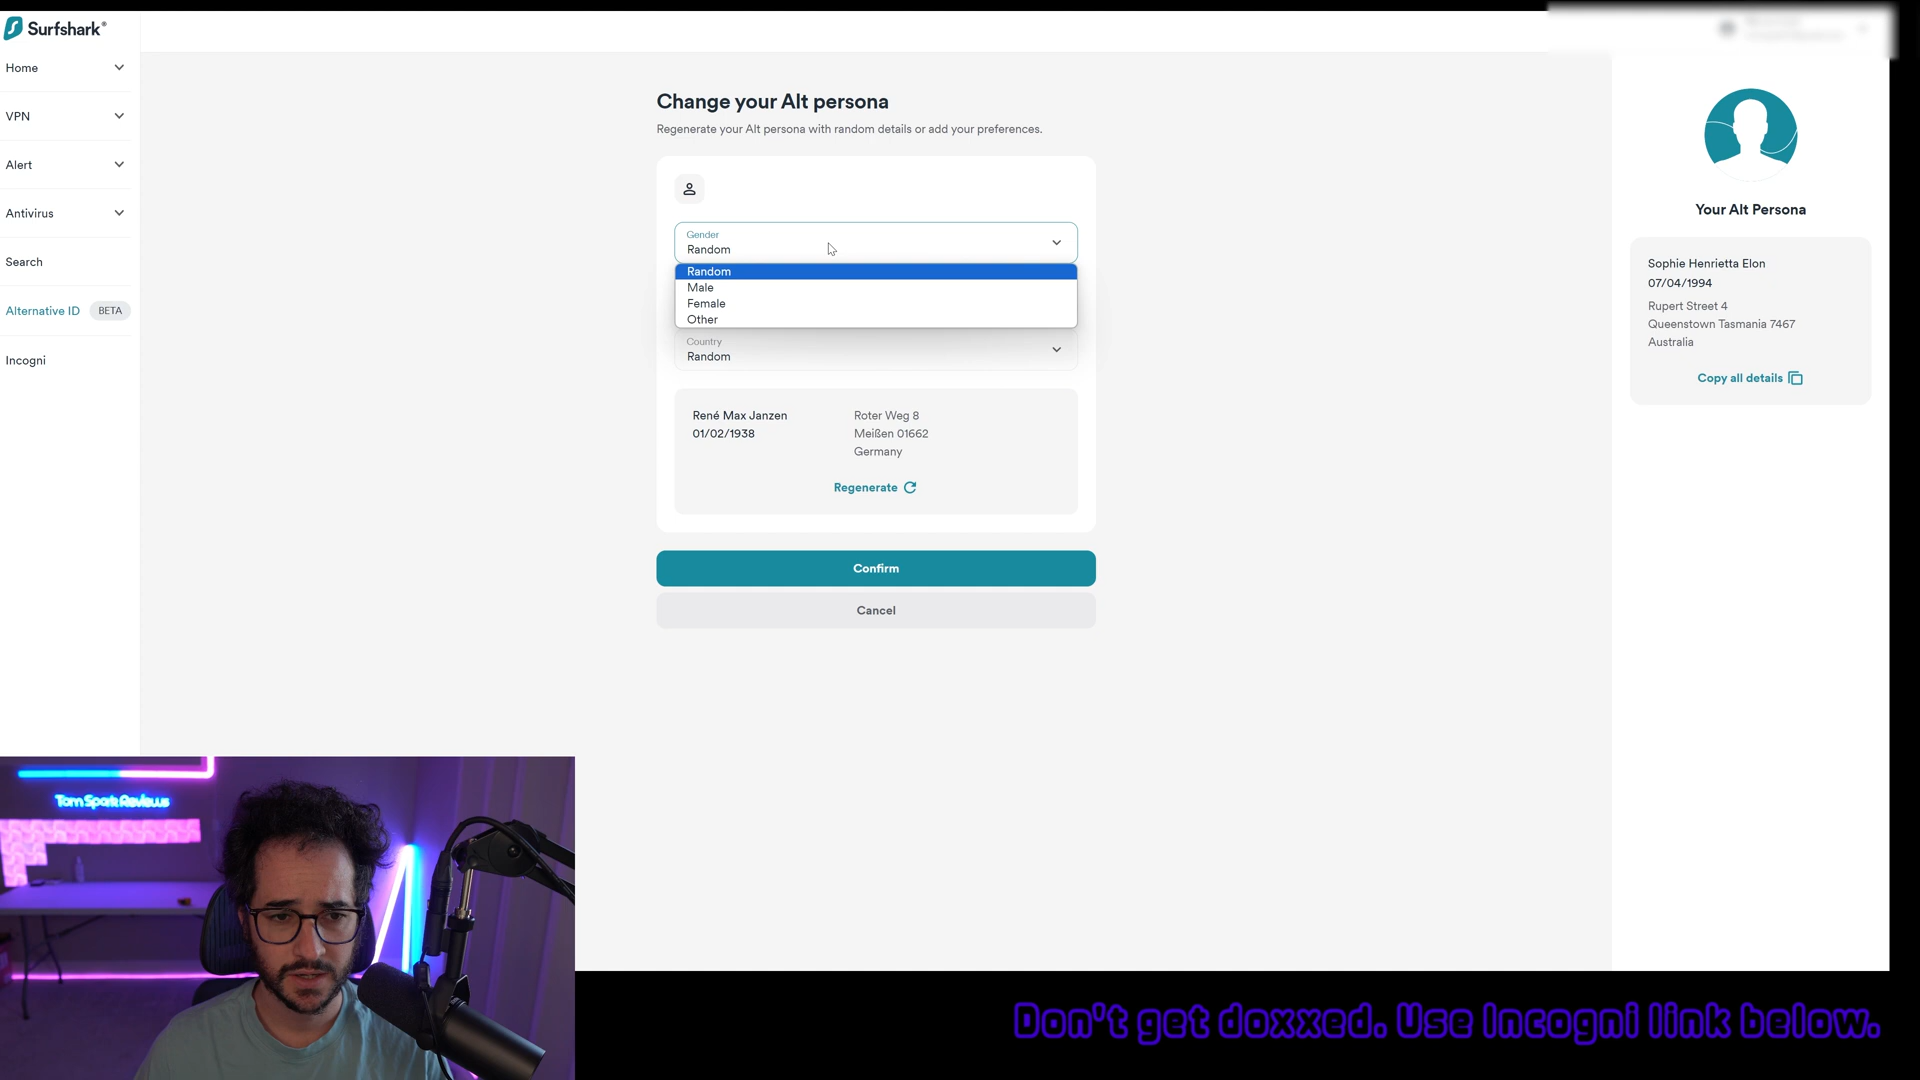 Surfshark®
Home
VPN
Alert
Antivirus
Search
Alternative ID BETA
Incogni
Change your Alt persona
Regenerate your Alt persona with random details or add your preferences.
Gender
Random
Random
Male
Female
Other
Country
Random
René Max Janzen
01/02/1938
Roter Weg 8
Meißen 01662
Germany
Regenerate
Confirm
Cancel
Your Alt Persona
Sophie Henrietta Elon
07/04/1994
Rupert Street 4
Queenstown Tasmania 7467
Australia
Copy all details
Tom Spark Reviews
Don't get doxxed. Use Incogni link below.